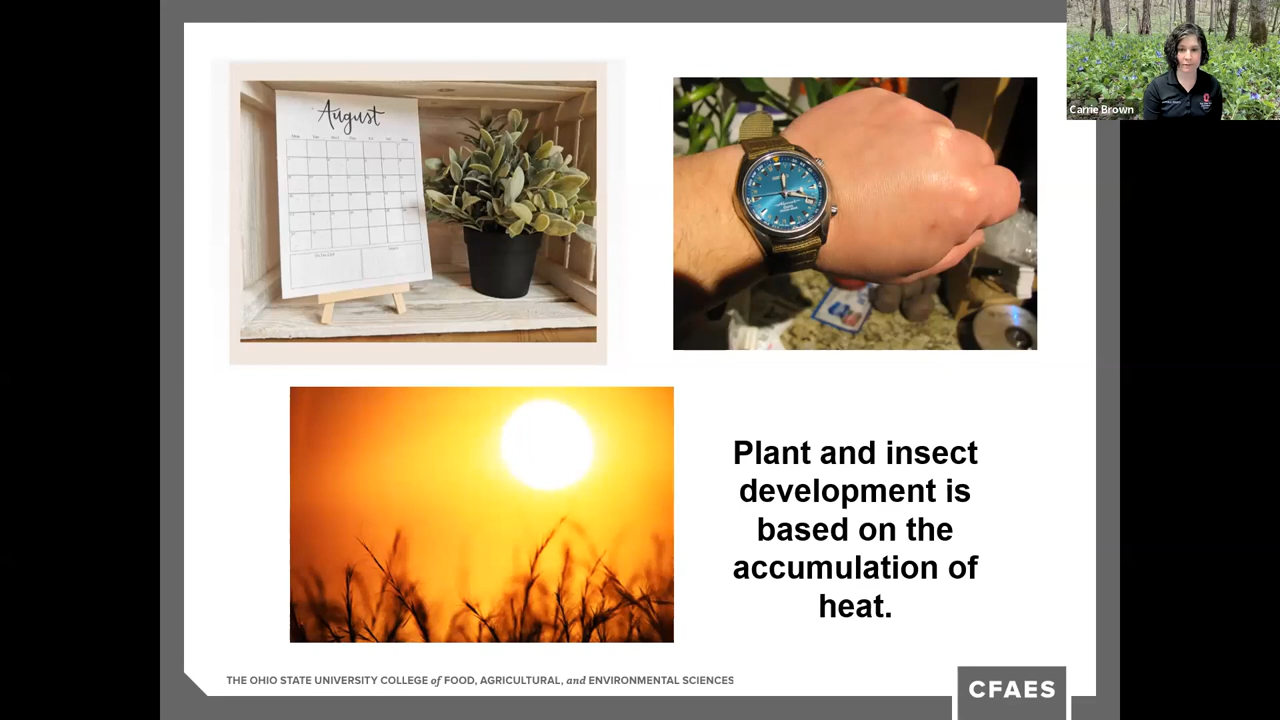 August
Carrie Brown
Plant and insect
development is
based on the
accumulation of
heat.
THE OHIO STATE UNIVERSITY COLLEGE of FOOD, AGRICULTURAL, and ENVIRONMENTAL SCIENCES
CFAES